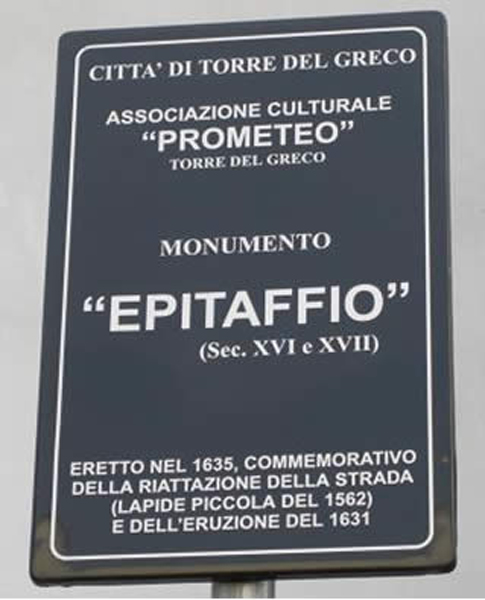 CITTA' DI TORRE DEL GRECO
ASSOCIAZIONE CULTURALE
“PROMETEO”
TORRE DEL GRECO
MONUMENTO
“EPITAFFIO”
(Sec. XVI e XVII)
ERETTO NEL 1635, COMMEMORATIVO
DELLA RIATTAZIONE DELLA STRADA
(LAPIDE PICCOLA DEL 1562)
E DELL'ERUZIONE DEL 1631